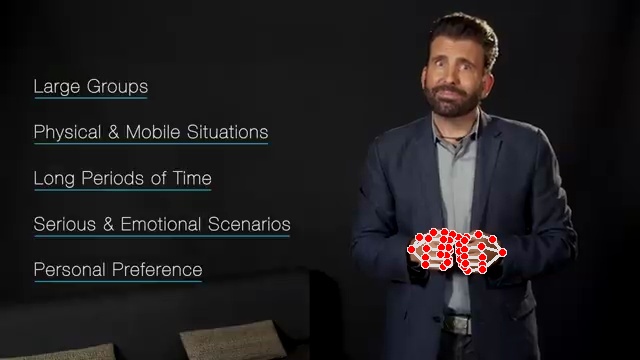 Large Groups
Physical & Mobile Situations
Long Periods of Time
Serious & Emotional Scenarios
Personal Preference